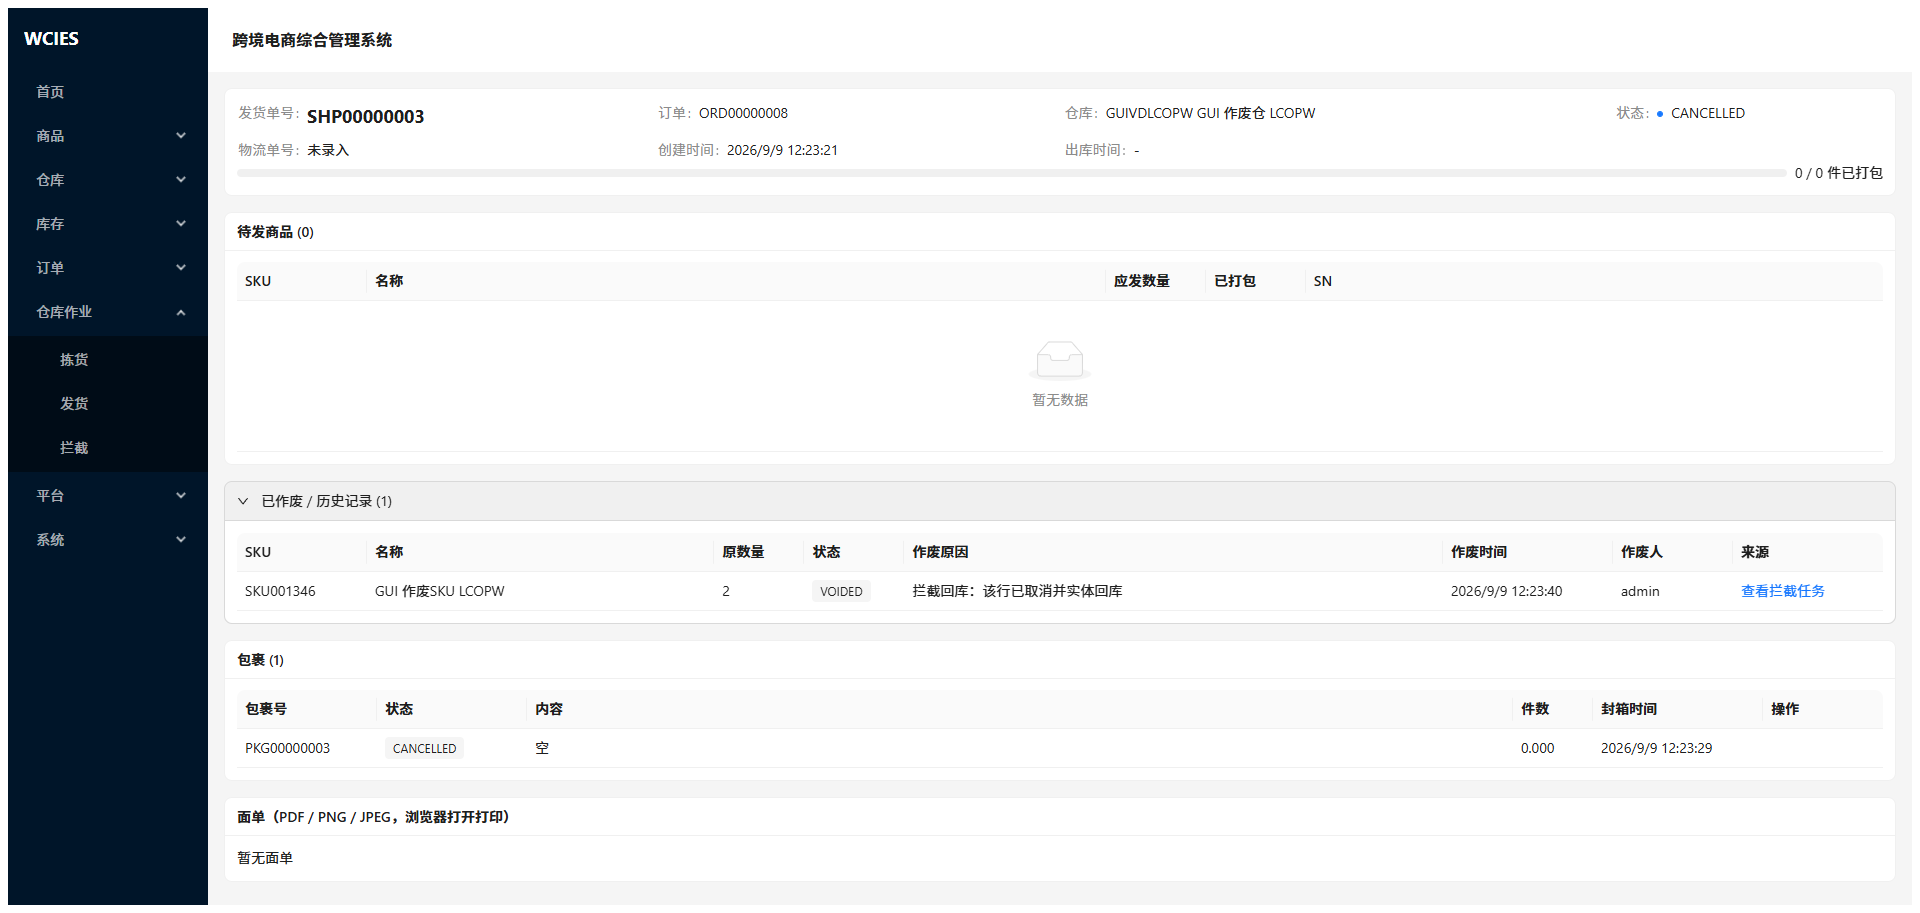 WCIES
跨境电商综合管理系统
首页
商品
仓库
库存
订单
仓库作业
拣货
发货
拦截
平台
系统
发货单号: SHP00000003 订单: ORD00000008 仓库: GUIVDLCOPW GUI 作废仓 LCOPW 状态: CANCELLED
物流单号: 未录入 创建时间: 2026/9/9 12:23:21 出库时间: -
0 / 0 件已打包
待发商品 (0)
SKU 名称 应发数量 已打包 SN
暂无数据
已作废 / 历史记录 (1)
SKU 名称 原数量 状态 作废原因 作废时间 作废人 来源
SKU001346 GUI 作废SKU LCOPW 2 VOIDED 拦截回库：该行已取消并实体回库 2026/9/9 12:23:40 admin 查看拦截任务
包裹 (1)
包裹号 状态 内容 件数 封箱时间 操作
PKG00000003 CANCELLED 空 0.000 2026/9/9 12:23:29
面单（PDF / PNG / JPEG，浏览器打开打印）
暂无面单